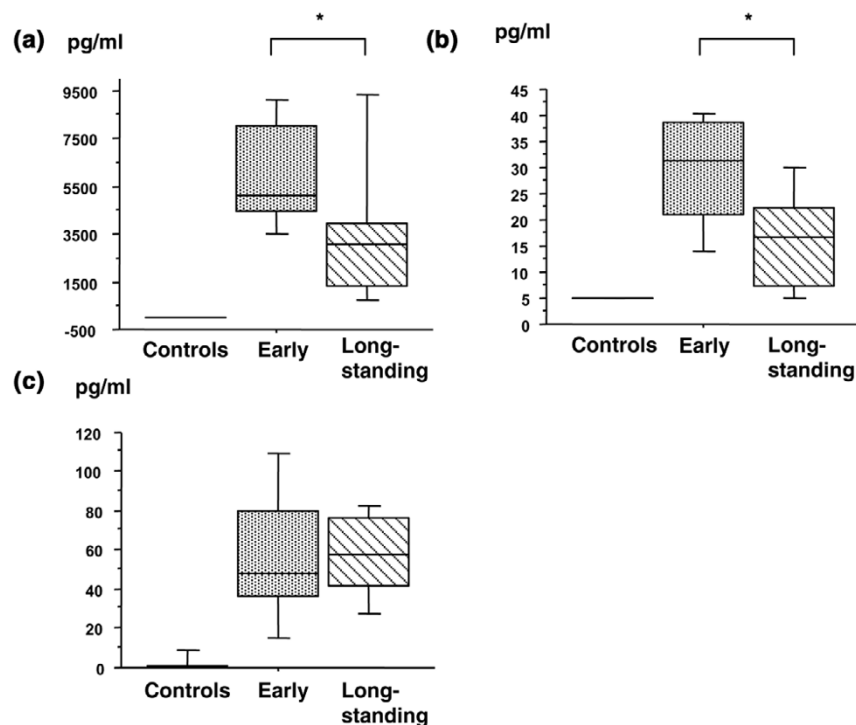 (a)
pg/ml
*
9500
7500
5500
3500
1500
-500
Controls Early Long-
standing
(b)
pg/ml
*
45
40
35
30
25
20
15
10
5
0
Controls Early Long-
standing
(c)
pg/ml
120
100
80
60
40
20
0
Controls Early Long-
standing